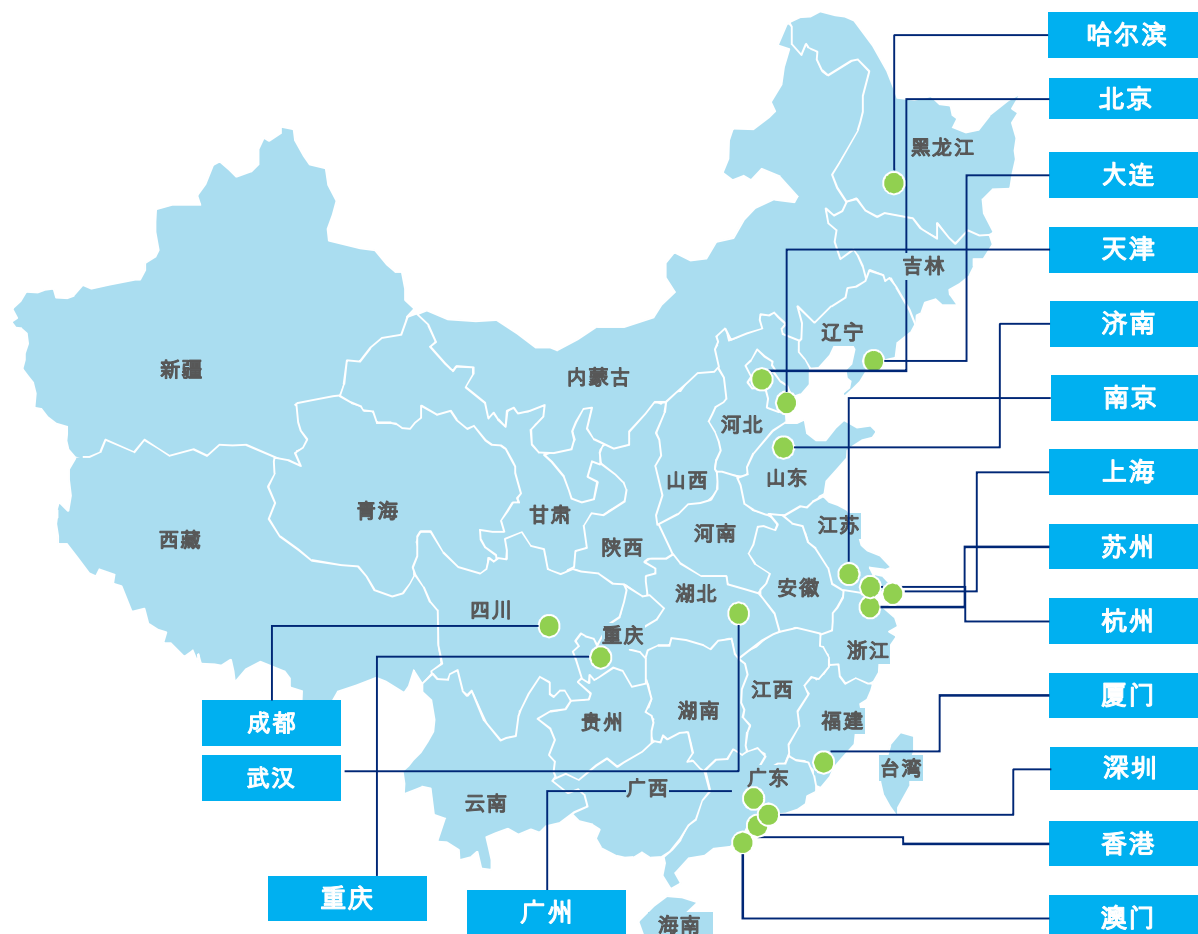 哈尔滨
北京
黑龙江
大连
天津
吉林
济南
辽宁
新疆
内蒙古
南京
河北
上海
山西
山东
青海
甘肃
江苏
河南
西藏
陕西
苏州
安徽
湖北
四川
杭州
重庆
浙江
江西
厦门
湖南
福建
贵州
成都
深圳
台湾
广东
武汉
广西
云南
香港
重庆
广州
澳门
海南